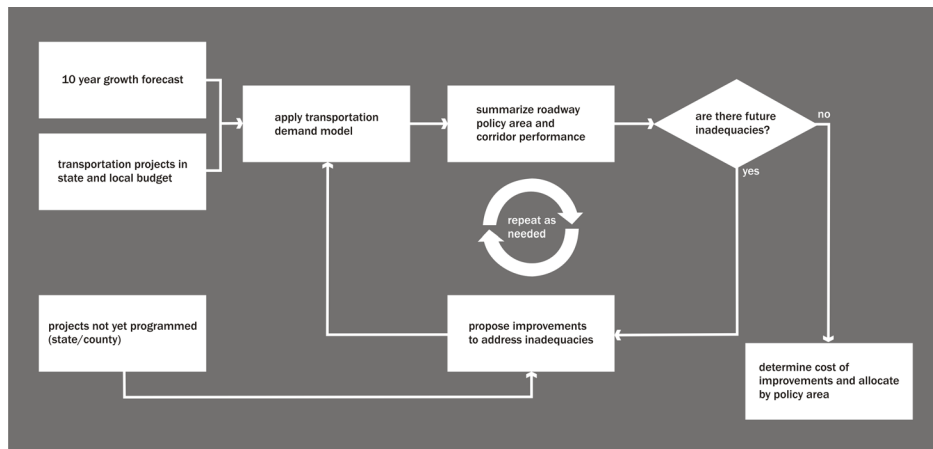 10 year growth forecast
transportation projects in
state and local budget
apply transportation
demand model
summarize roadway
policy area and
corridor performance
are there future
inadequacies?
no
yes
repeat as
needed
projects not yet programmed
(state/county)
propose improvements
to address inadequacies
determine cost of
improvements and allocate
by policy area